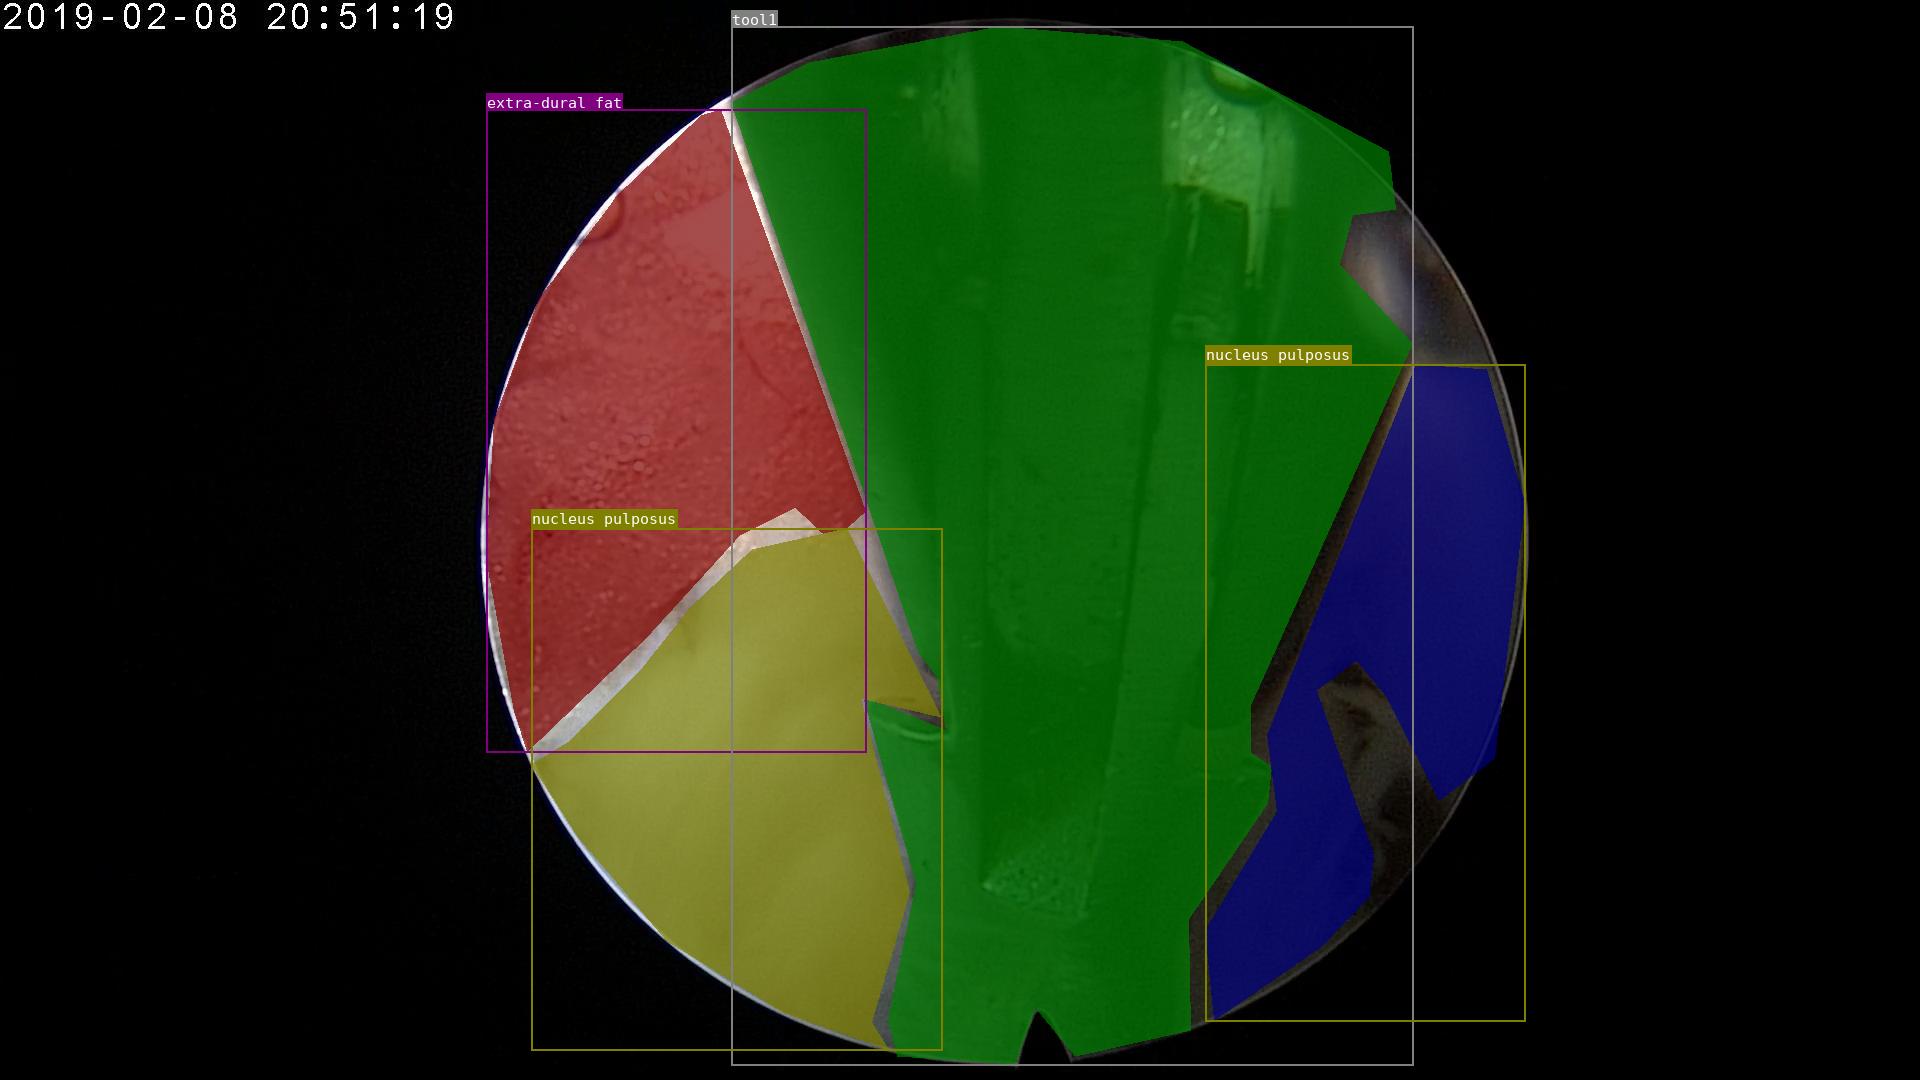 2019-02-08 20:51:19
tool1
extra-dural fat
nucleus pulposus
nucleus pulposus